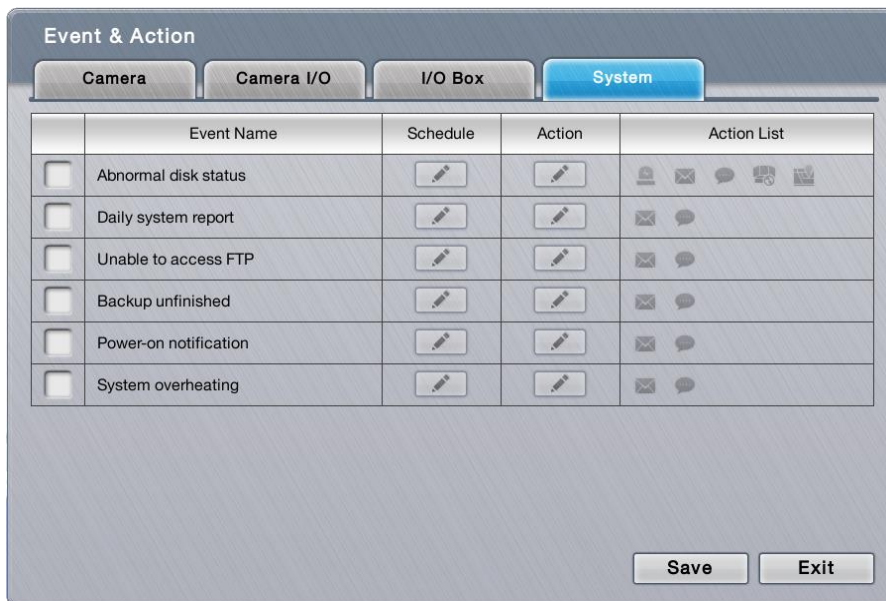 Event & Action
Camera Camera I/O I/O Box System
Event Name Schedule Action Action List
Abnormal disk status
Daily system report
Unable to access FTP
Backup unfinished
Power-on notification
System overheating
Save Exit